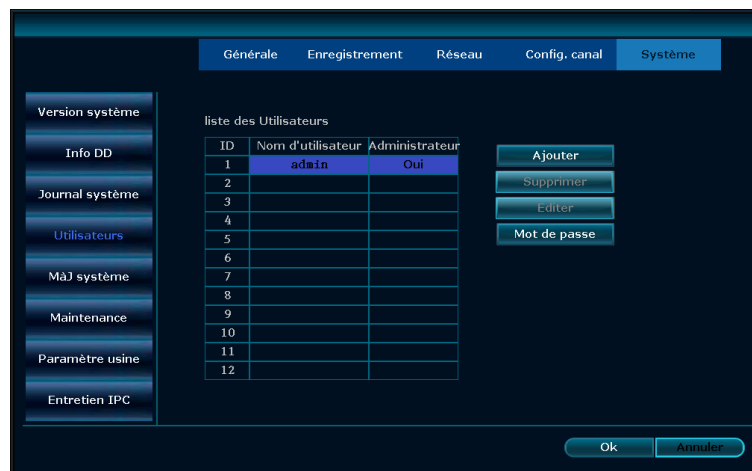 Générale Enregistrement Réseau Config. canal Système
Version système
Info DD
Journal système
Utilisateurs
MàJ système
Maintenance
Paramètre usine
Entretien IPC
liste des Utilisateurs
ID Nom d'utilisateur Administrateur
1 admin Oui
2
3
4
5
6
7
8
9
10
11
12
Ajouter
Supprimer
Editer
Mot de passe
Ok Annuler